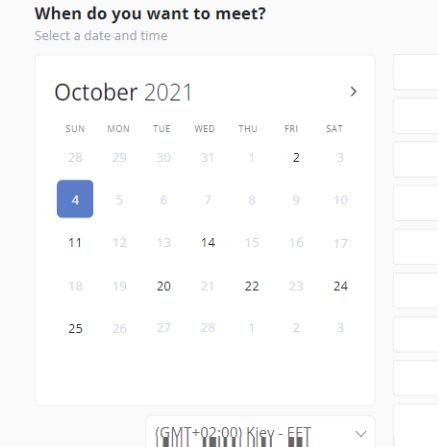 When do you want to meet?
Select a date and time
October 2021
SUN MON TUE WED THU FRI SAT
28 29 30 31 1 2 3
4 5 6 7 8 9 10
11 12 13 14 15 16 17
18 19 20 21 22 23 24
25 26 27 28 1 2 3
(GMT+02:00) Kiev - EET